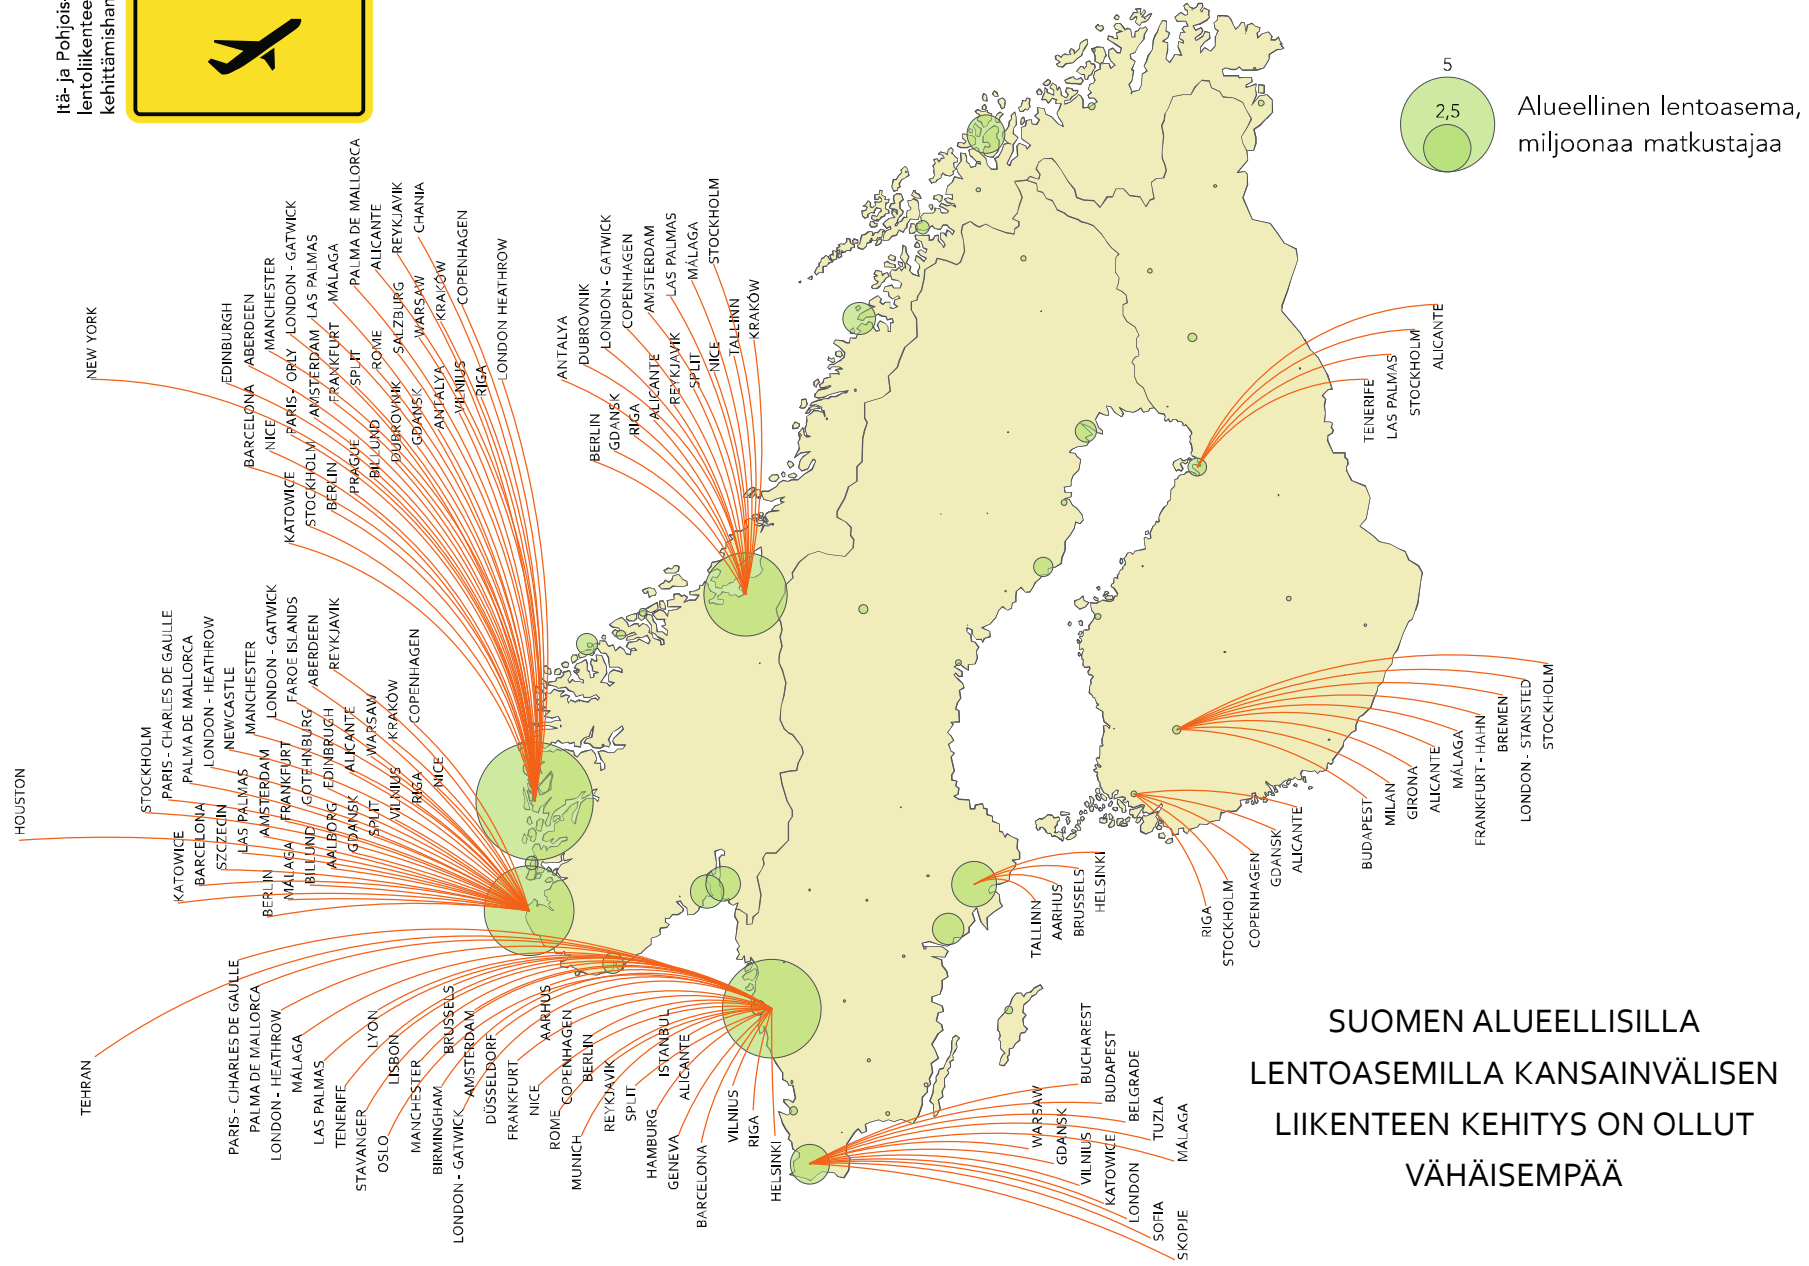 Itä- ja Pohjois
lentoliikentee
kehittämishan
5
2,5
Alueellinen lentoasema,
miljoonaa matkustajaa
NEW YORK
EDINBURGH
BARCELONA
ABERDEEN
NICE
MANCHESTER
KATOWICE
PARIS - ORLY
LONDON - GATWICK
STOCKHOLM
AMSTERDAM
LAS PALMAS
BERLIN
FRANKFURT
MÁLAGA
PRAGUE
SPLIT
PALMA DE MALLORCA
BILLUND
ROME
ALICANTE
DUBROVNIK
SALZBURG
REYKJAVIK
GDANSK
WARSAW
CHANIA
ANTALYA
KRAKÓW
VILNIUS
COPENHAGEN
RIGA
LONDON HEATHROW
ANTALYA
DUBROVNIK
BERLIN
LONDON- GATWICK
GDANSK
COPENHAGEN
RIGA
AMSTERDAM
ALICANTE
LAS PALMAS
REYKJAVIK
MÁLAGA
SPLIT
STOCKHOLM
NICE
TALLINN
KRAKÓW
HOUSTON
STOCKHOLM
PARIS - CHARLES DE GAULLE
KATOWICE
PALMA DE MALLORCA
BARCELONA
LONDON - HEATHROW
SZCZECIN
NEWCASTLE
LAS PALMAS
MANCHESTER
AMSTERDAM
BERLIN
LONDON - GATWICK
FRANKFURT
MÁLAGA
FAROE ISLANDS
GOTEHNBURG
BILLUND
ABERDEEN
EDINBRUGH
AALBORG
REYKJAVIK
ALICANTE
GDANSK
WARSAW
SPLIT
KRAKÓW
VILNIUS
COPENHAGEN
RIGA
NICE
TEHRAN
PARIS - C/HARLES DE GAULLE
PALMA DE MALLORCA
LONDON - HEATHROW
MÁLAGA
LAS PALMAS
TENERIFE
STAVANGER
LYON
OSLO
LISBON
MANCHESTER
BIRMINGHAM
BRUSSELS
LONDON - GATWICK
AMSTERDAM
DÜSSELDORF
FRANKFURT
NICE
AARHUS
ROME
COPENHAGEN
MUNICH
BERLIN
REYKJAVIK
SPLIT
HAMBURG
ISTANBUL
GENEVA
ALICANTE
BARCELONA
VILNIUS
RIGA
HELSINKI
TENERIFE
LAS PALMAS
STOCKHOLM
ALICANTE
BUDAPEST
MILAN
GIRONA
ALICANTE
MÁLAGA
FRANKFURT - HAHN
BREMEN
LONDON - STANSTED
STOCKHOLM
RIGA
STOCKHOLM
COPENHAGEN
GDANSK
ALICANTE
TALLINN
AARHUS
BRUSSELS
HELSINKI
WARSAW
GDANSK
VILNIUS
BUCHAREST
KATOWICE
BUDAPEST
LONDON
BELGRADE
SOFIA
TUZLA
SKOPJE
MÁLAGA
SUOMEN ALUEELLISILLA
LENTOASEMILLA KANSAINVÄLISEN
LIIKENTEEN KEHITYS ON OLLUT
VÄHÄISEMPÄÄ